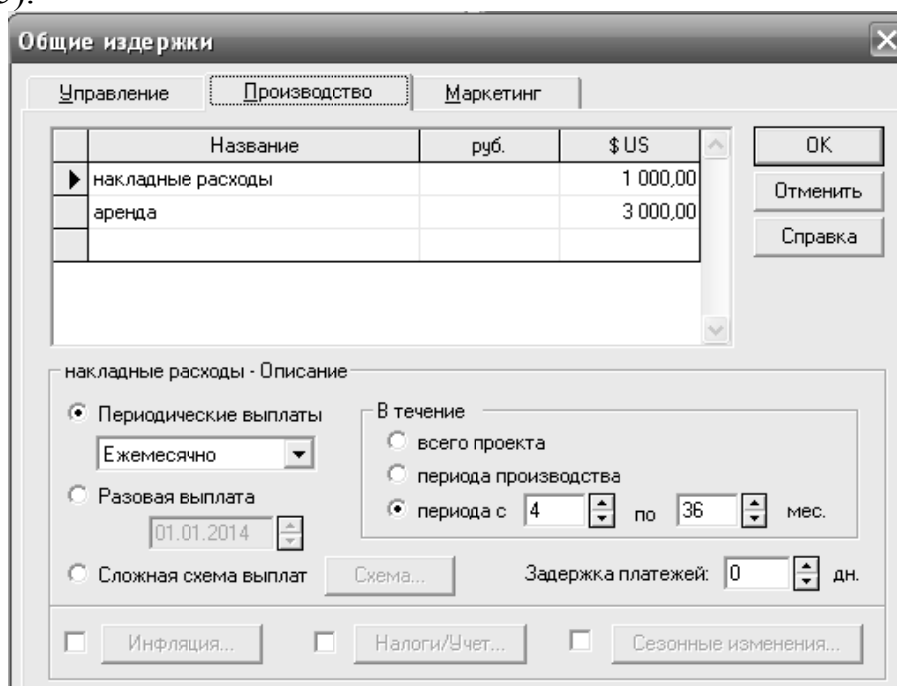 5).
Общие издержки
Управление Производство Маркетинг
Название руб. $ US OK
накладные расходы 1 000,00 Отменить
аренда 3 000,00
Справка
накладные расходы - Описание
Периодические выплаты В течение
Ежемесячно всего проекта
периода производства
Разовая выплата периода с 4 по 36 мес.
01.01.2014
Сложная схема выплат Схема... Задержка платежей: 0 дн.
Инфляция... Налоги/Учет... Сезонные изменения...